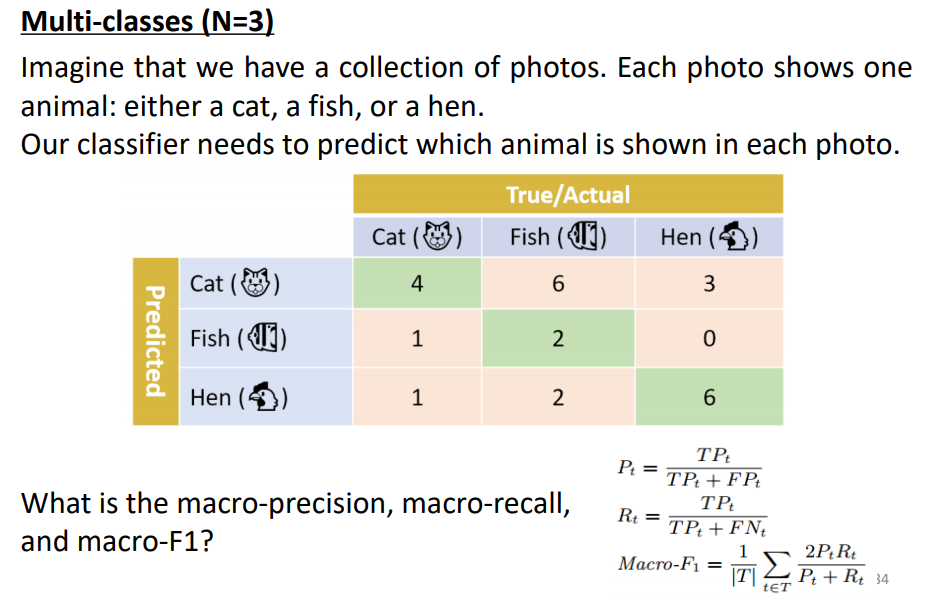 Multi-classes (N=3)
Imagine that we have a collection of photos. Each photo shows one
animal: either a cat, a fish, or a hen.
Our classifier needs to predict which animal is shown in each photo.
True/Actual
Cat ( ) Fish ( ) Hen ( )
Predicted
Cat ( ) 4 6 3
Fish ( ) 1 2 0
Hen ( ) 1 2 6
What is the macro-precision, macro-recall,
and macro-F1?
P_t = TP_t / (TP_t + FP_t)
R_t = TP_t / (TP_t + FN_t)
Macro-F_1 = 1/|T| ∑_{t∈T} 2P_tR_t / (P_t + R_t)
34